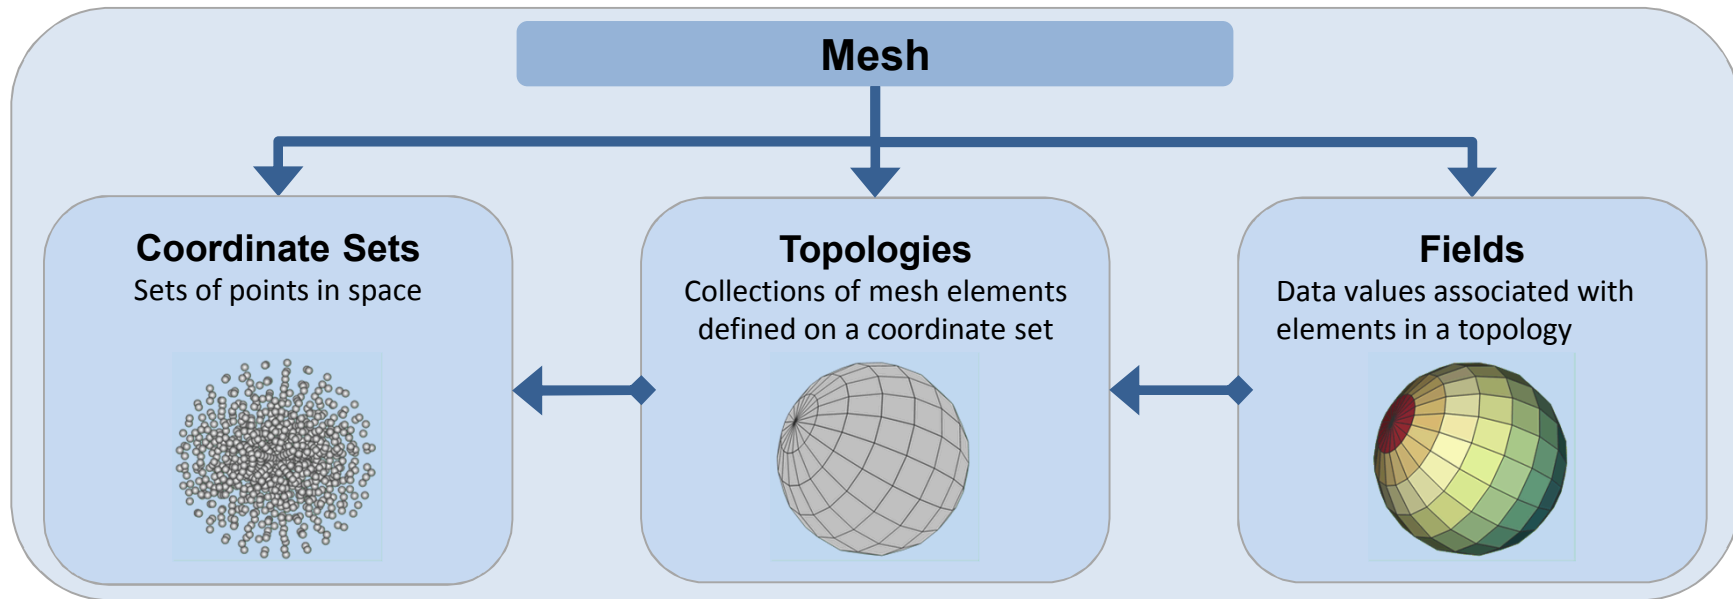 Mesh
Coordinate Sets
Sets of points in space
Topologies
Collections of mesh elements
defined on a coordinate set
Fields
Data values associated with
elements in a topology